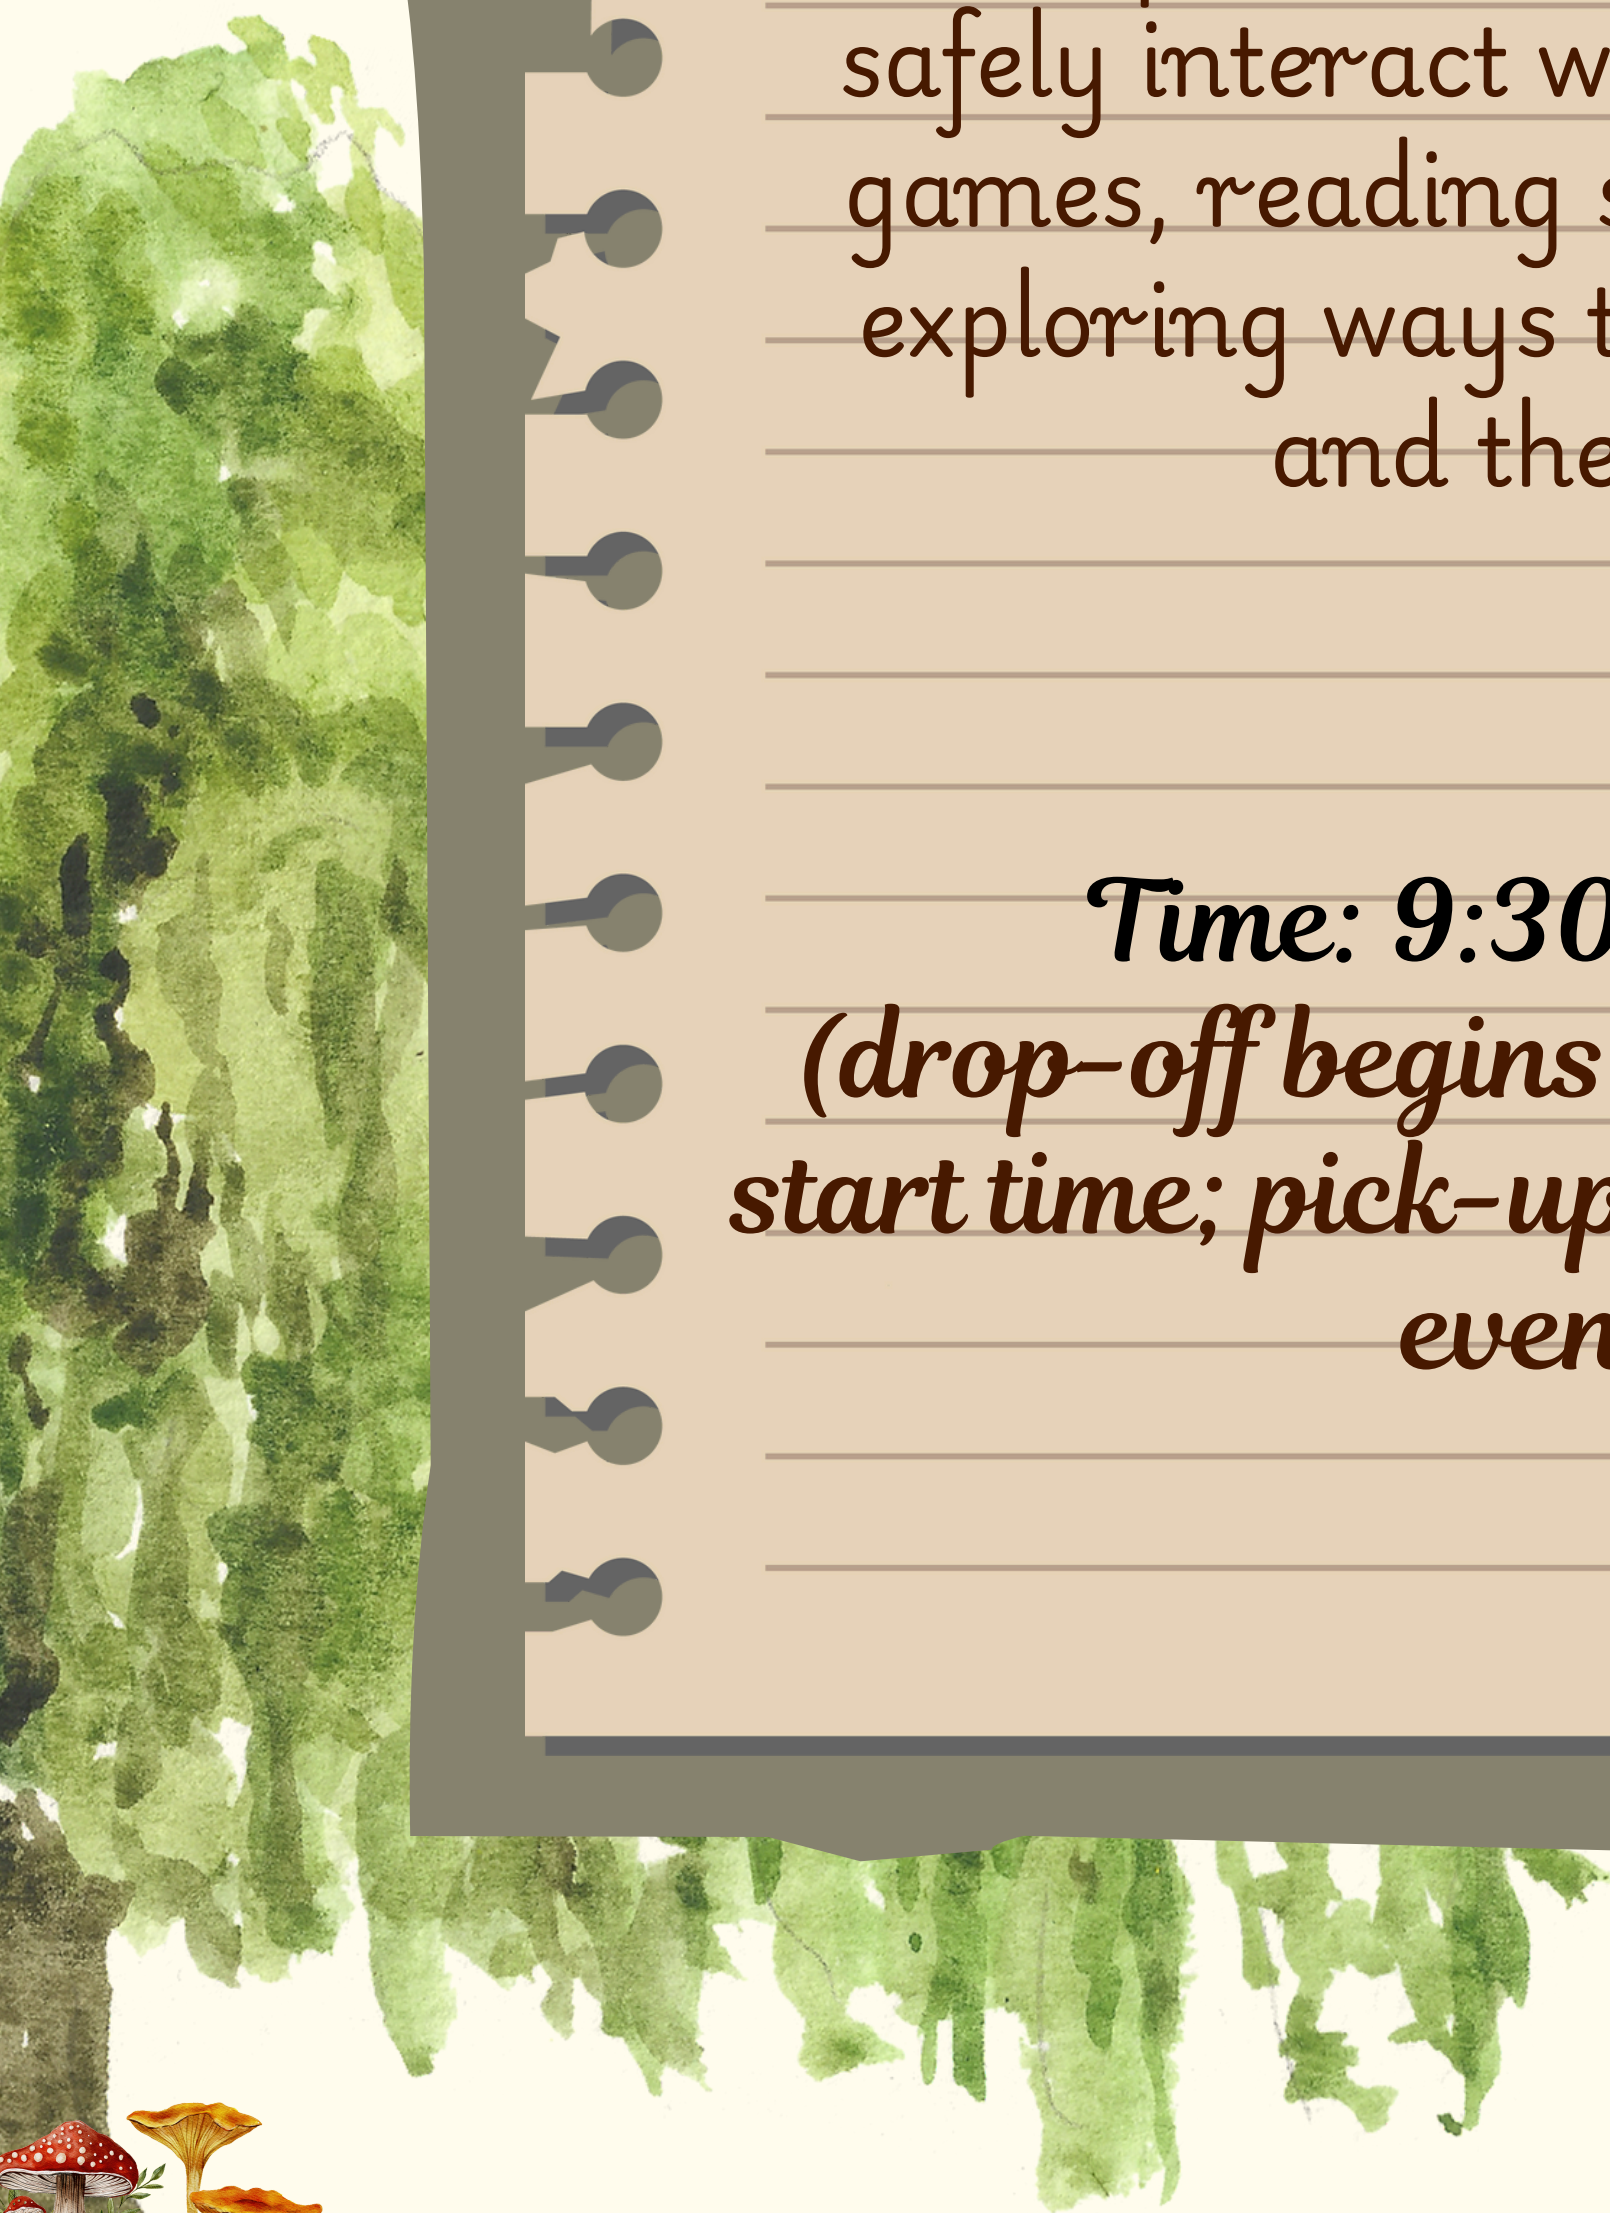 safely interact w
games, reading s
exploring ways t
and the
Time: 9:30
(drop-off begins
start time; pick-up
even